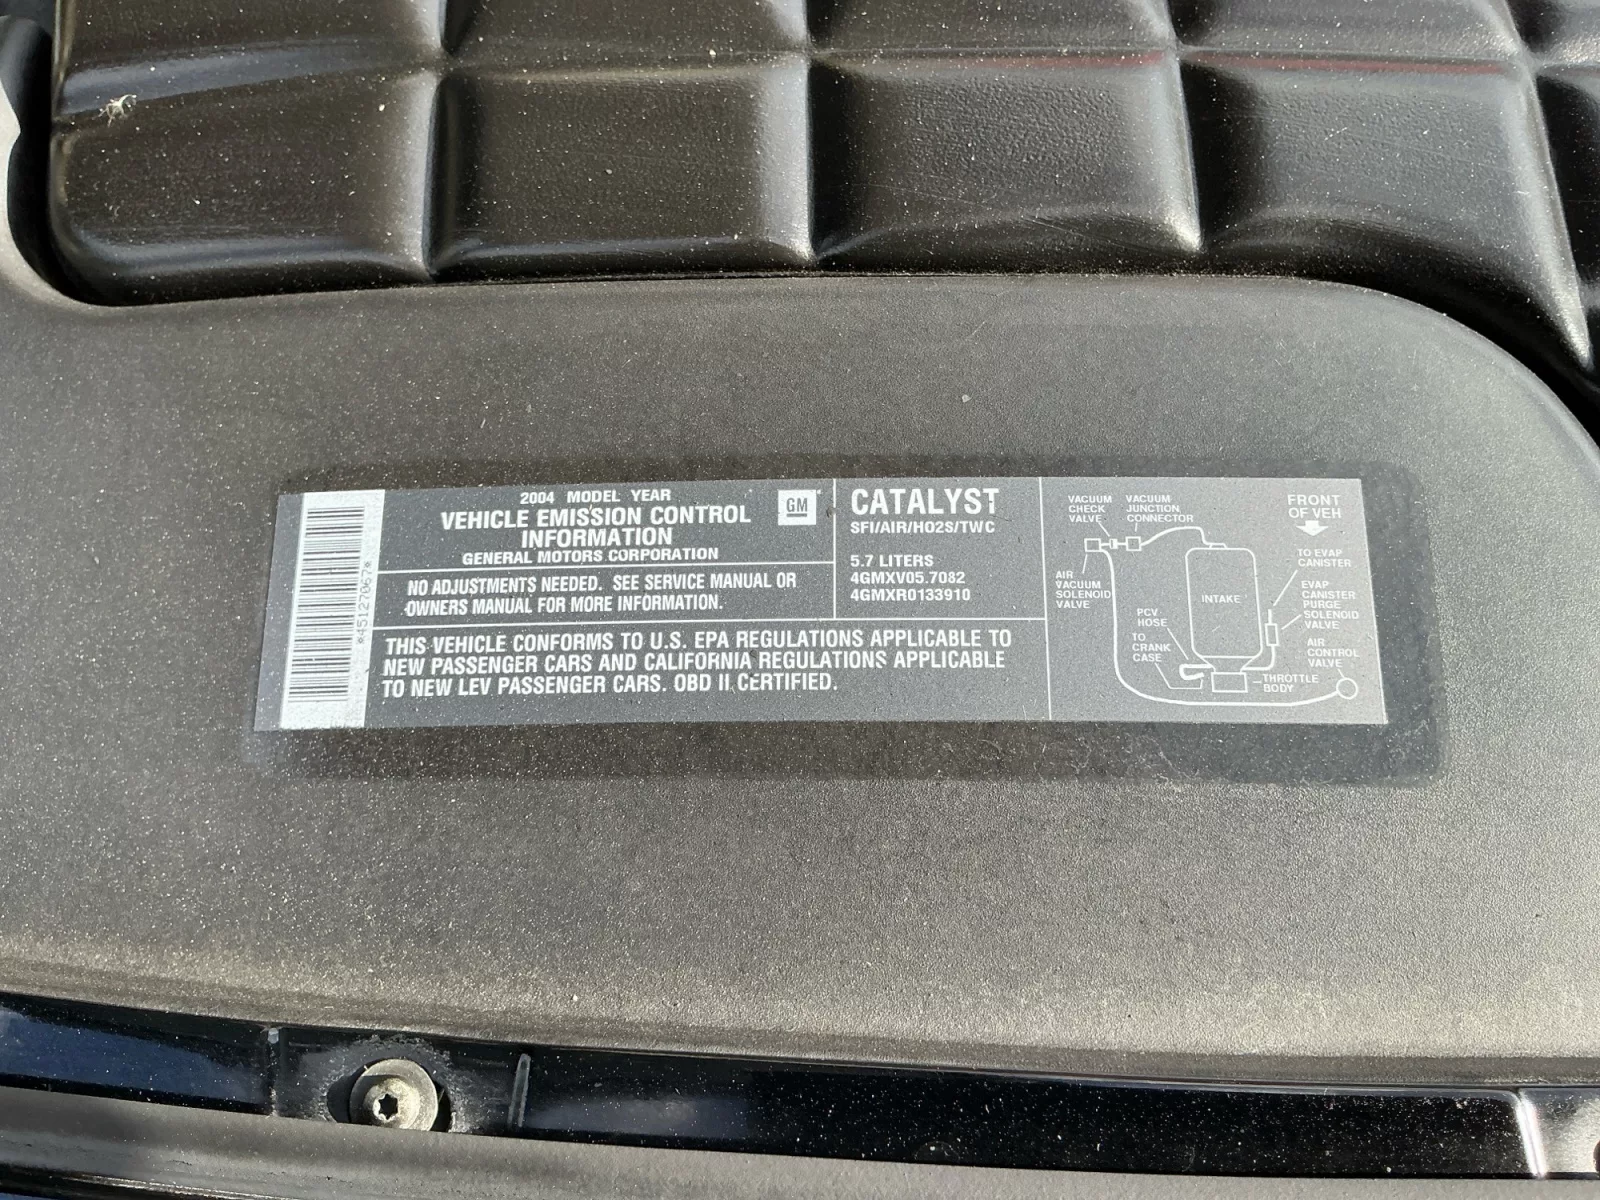 *45127067*
2004 MODEL YEAR
VEHICLE EMISSION CONTROL
INFORMATION
GENERAL MOTORS CORPORATION
GM
NO ADJUSTMENTS NEEDED. SEE SERVICE MANUAL OR
OWNERS MANUAL FOR MORE INFORMATION.
CATALYST
SFI/AIR/HO2S/TWC
5.7 LITERS
4GMXV05.7082
4GMXR0133910
THIS VEHICLE CONFORMS TO U.S. EPA REGULATIONS APPLICABLE TO
NEW PASSENGER CARS AND CALIFORNIA REGULATIONS APPLICABLE
TO NEW LEV PASSENGER CARS. OBD II CERTIFIED.
VACUUM
CHECK
VALVE
VACUUM
JUNCTION
CONNECTOR
FRONT
OF VEH
AIR
VACUUM
SOLENOID
VALVE
INTAKE
TO EVAP
CANISTER
EVAP
CANISTER
PURGE
SOLENOID
VALVE
PCV
HOSE
TO
CRANK
CASE
AIR
CONTROL
VALVE
THROTTLE
BODY